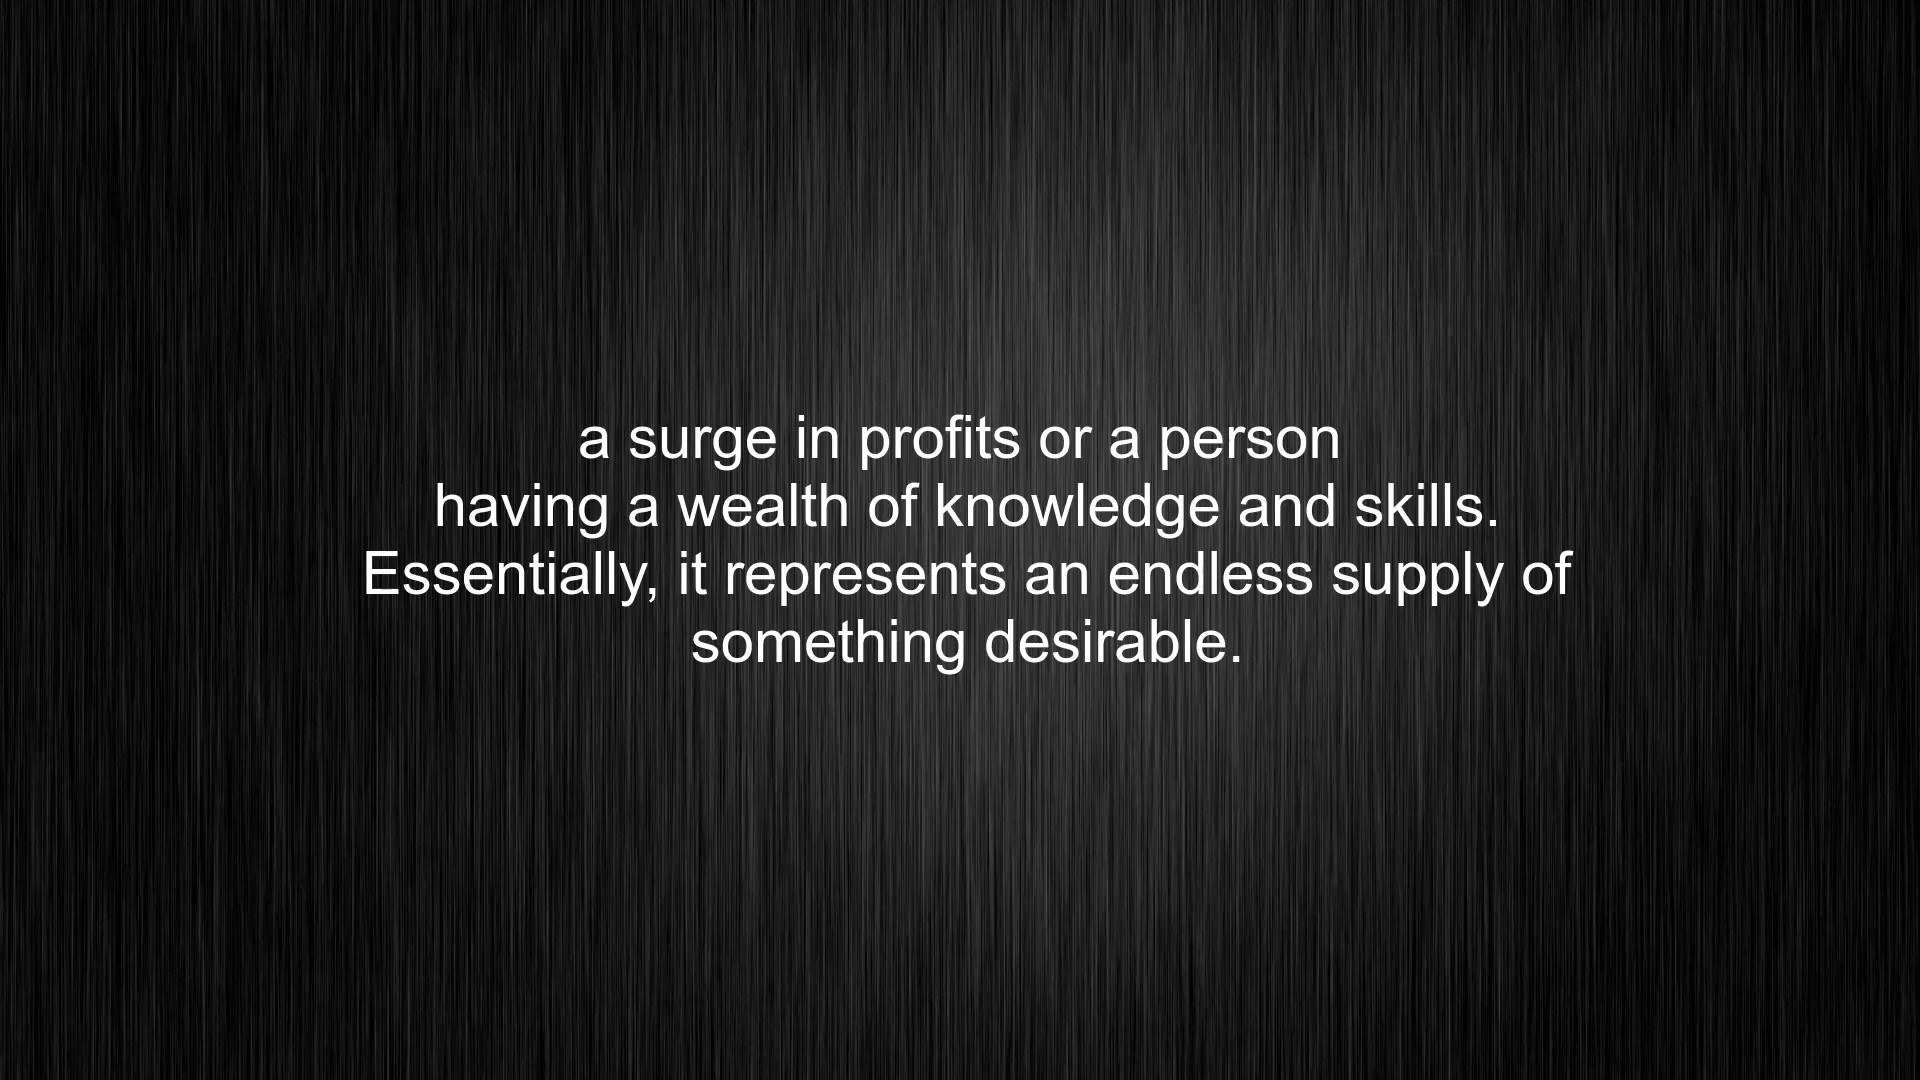 a surge in profits or a person
having a wealth of knowledge and skills.
Essentially, it represents an endless supply of
something desirable.